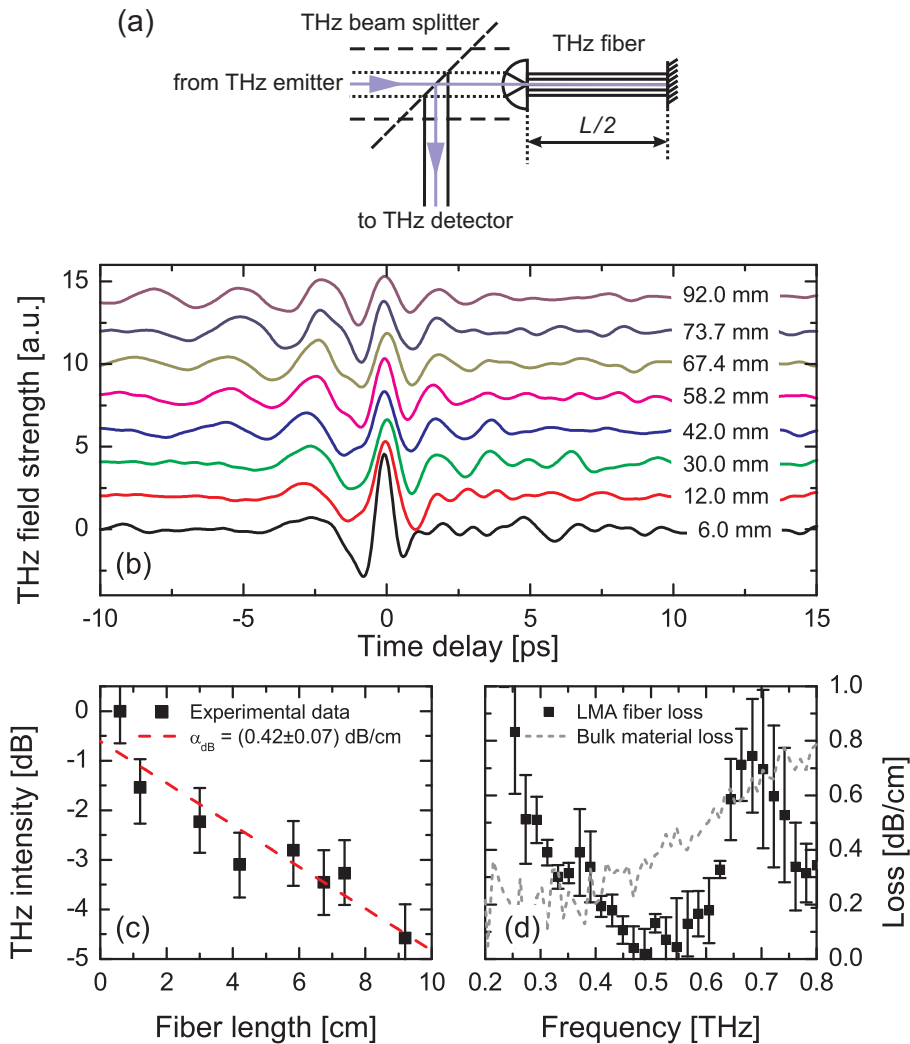 (a)
THz beam splitter
THz fiber
from THz emitter
L/2
to THz detector
THz field strength [a.u.]
15
10
5
0
92.0 mm
73.7 mm
67.4 mm
58.2 mm
42.0 mm
30.0 mm
12.0 mm
6.0 mm
(b)
-10 -5 0 5 10 15
Time delay [ps]
THz intensity [dB]
0
-1
-2
-3
-4
-5
Experimental data
α_dB = (0.42±0.07) dB/cm
(c)
0 2 4 6 8 10
Fiber length [cm]
LMA fiber loss
Bulk material loss
(d)
1.0
0.8
0.6
0.4
0.2
0.0
Loss [dB/cm]
0.2 0.3 0.4 0.5 0.6 0.7 0.8
Frequency [THz]